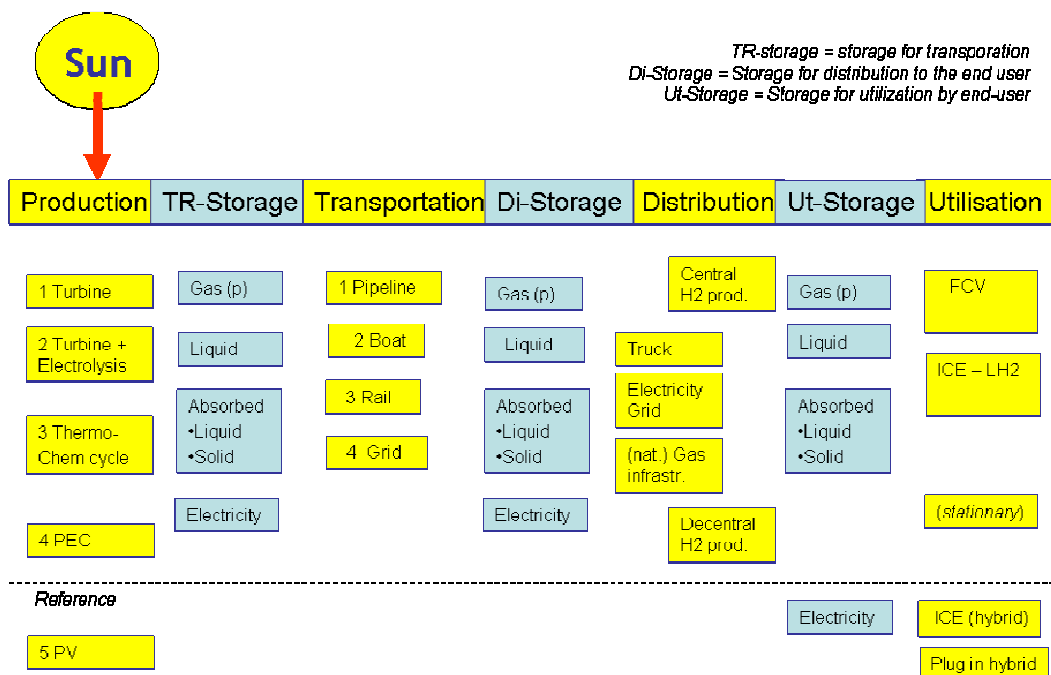 Sun
TR-storage = storage for transporation
Di-Storage = Storage for distribution to the end user
Ut-Storage = Storage for utilization by end-user
Production TR-Storage Transportation Di-Storage Distribution Ut-Storage Utilisation
1 Turbine
2 Turbine +
Electrolysis
3 Thermo-
Chem cycle
4 PEC
Gas (p)
Liquid
Absorbed
•Liquid
•Solid
Electricity
1 Pipeline
2 Boat
3 Rail
4 Grid
Gas (p)
Liquid
Absorbed
•Liquid
•Solid
Electricity
Central
H2 prod.
Truck
Electricity
Grid
(nat.) Gas
infrastr.
Decentral
H2 prod.
Gas (p)
Liquid
Absorbed
•Liquid
•Solid
FCV
ICE – LH2
(stationary)
Reference
5 PV
Electricity
ICE (hybrid)
Plug in hybrid